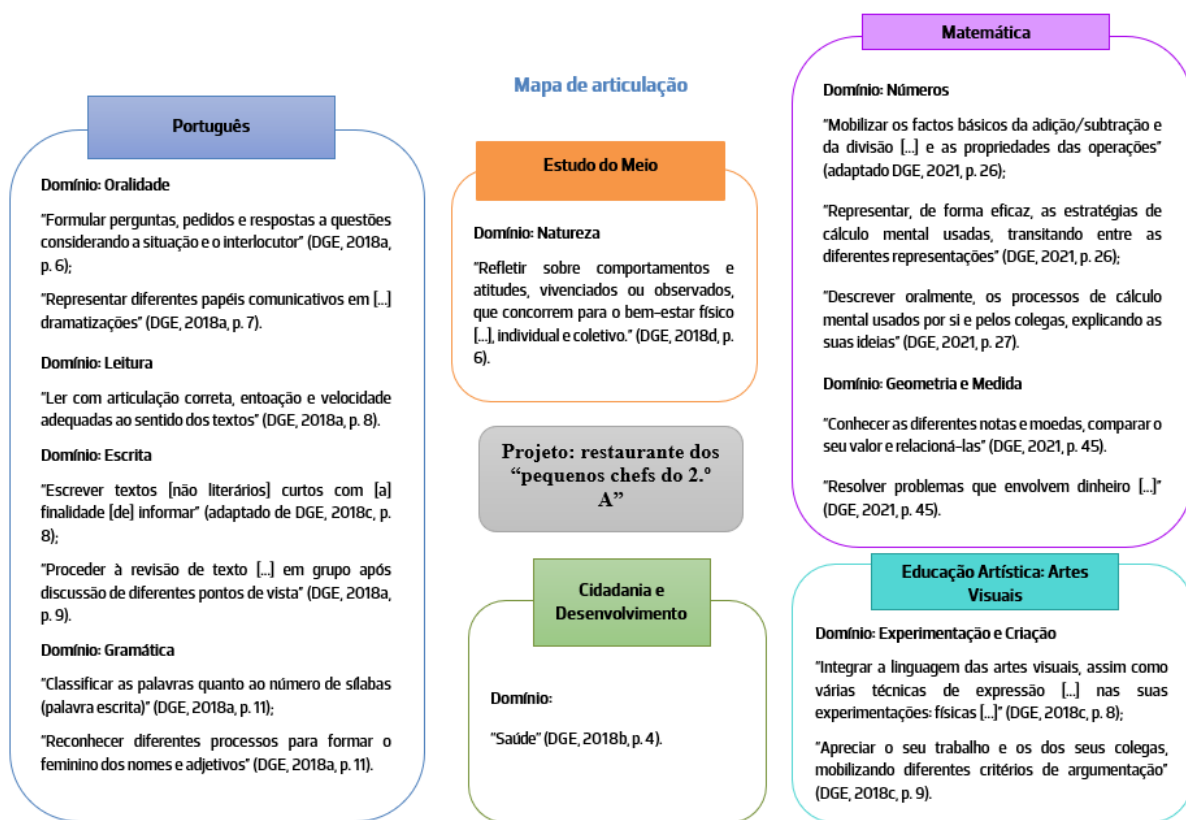 Mapa de articulação
Português
Domínio: Oralidade
"Formular perguntas, pedidos e respostas a questões
considerando a situação e o interlocutor" (DGE, 2018a,
p. 6);
"Representar diferentes papéis comunicativos em [...]
dramatizações" (DGE, 2018a, p. 7).
Domínio: Leitura
"Ler com articulação correta, entoação e velocidade
adequadas ao sentido dos textos" (DGE, 2018a, p. 8).
Domínio: Escrita
"Escrever textos [não literários] curtos com [a]
finalidade [de] informar" (adaptado de DGE, 2018c, p.
8);
"Proceder à revisão de texto [...] em grupo após
discussão de diferentes pontos de vista" (DGE, 2018a,
p. 9).
Domínio: Gramática
"Classificar as palavras quanto ao número de sílabas
(palavra escrita)" (DGE, 2018a, p. 11);
"Reconhecer diferentes processos para formar o
feminino dos nomes e adjetivos" (DGE, 2018a, p. 11).
Estudo do Meio
Domínio: Natureza
"Refletir sobre comportamentos e
atitudes, vivenciados ou observados,
que concorrem para o bem-estar físico
[...], individual e coletivo." (DGE, 2018d, p.
6).
Projeto: restaurante dos
“pequenos chefs do 2.º
A”
Cidadania e
Desenvolvimento
Domínio:
"Saúde" (DGE, 2018b, p. 4).
Matemática
Domínio: Números
"Mobilizar os factos básicos da adição/subtração e
da divisão [...] e as propriedades das operações"
(adaptado DGE, 2021, p. 26);
"Representar, de forma eficaz, as estratégias de
cálculo mental usadas, transitando entre as
diferentes representações" (DGE, 2021, p. 26);
"Descrever oralmente, os processos de cálculo
mental usados por si e pelos colegas, explicando as
suas ideias" (DGE, 2021, p. 27).
Domínio: Geometria e Medida
"Conhecer as diferentes notas e moedas, comparar o
seu valor e relacioná-las" (DGE, 2021, p. 45).
"Resolver problemas que envolvem dinheiro [...]"
(DGE, 2021, p. 45).
Educação Artística: Artes
Visuais
Domínio: Experimentação e Criação
"Integrar a linguagem das artes visuais, assim como
várias técnicas de expressão [...] nas suas
experimentações: físicas [...]" (DGE, 2018c, p. 8);
"Apreciar o seu trabalho e os dos seus colegas,
mobilizando diferentes critérios de argumentação"
(DGE, 2018c, p. 9).